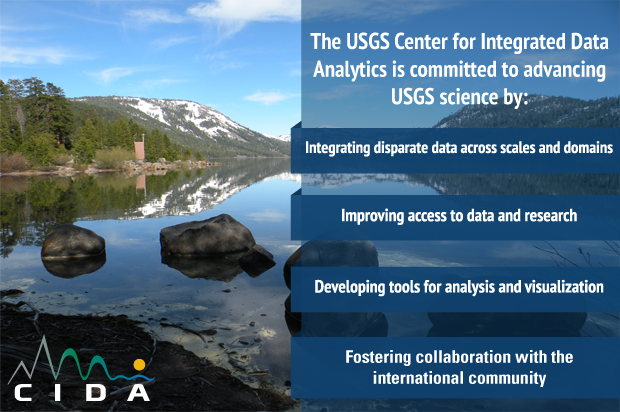 The USGS Center for Integrated Data
Analytics is committed to advancing
USGS science by:
Integrating disparate data across scales and domains
Improving access to data and research
Developing tools for analysis and visualization
Fostering collaboration with the
international community
CIDA